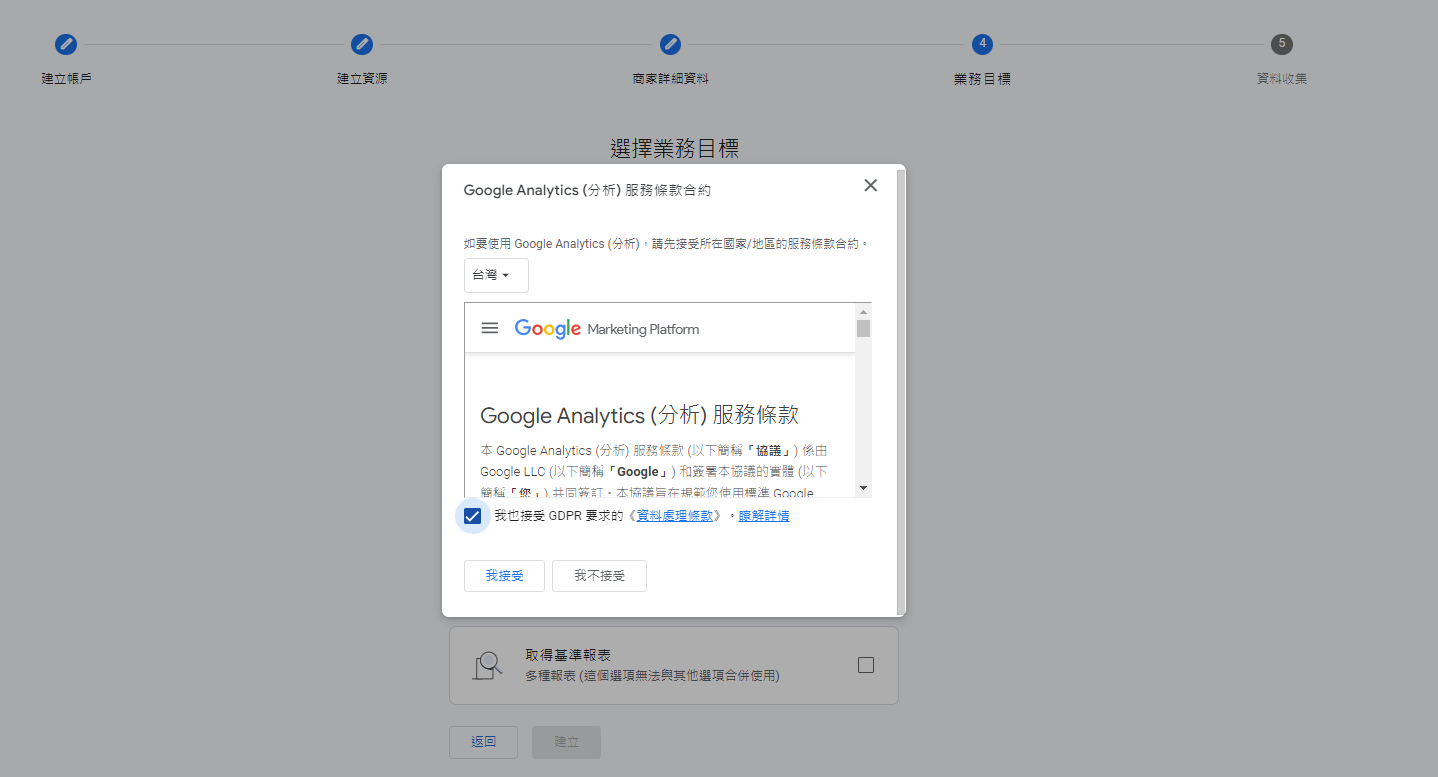 4
5
建立帳戶
建立資源
商家詳細資料
業務目標
資料收集
選擇業務目標
Google Analytics (分析) 服務條款合約
如要使用 Google Analytics (分析)，請先接受所在國家/地區的服務條款合約。
台灣
Google Marketing Platform
Google Analytics (分析) 服務條款
本 Google Analytics (分析) 服務條款 (以下簡稱「協議」) 係由
Google LLC (以下簡稱「Google」) 和簽署本協議的實體 (以下
簡稱「您」) 共同簽訂。本協議旨在規範您使用標準 Google
我也接受 GDPR 要求的《資料處理條款》。瞭解詳情
我接受
我不接受
取得基準報表
多種報表 (這個選項無法與其他選項合併使用)
返回
建立